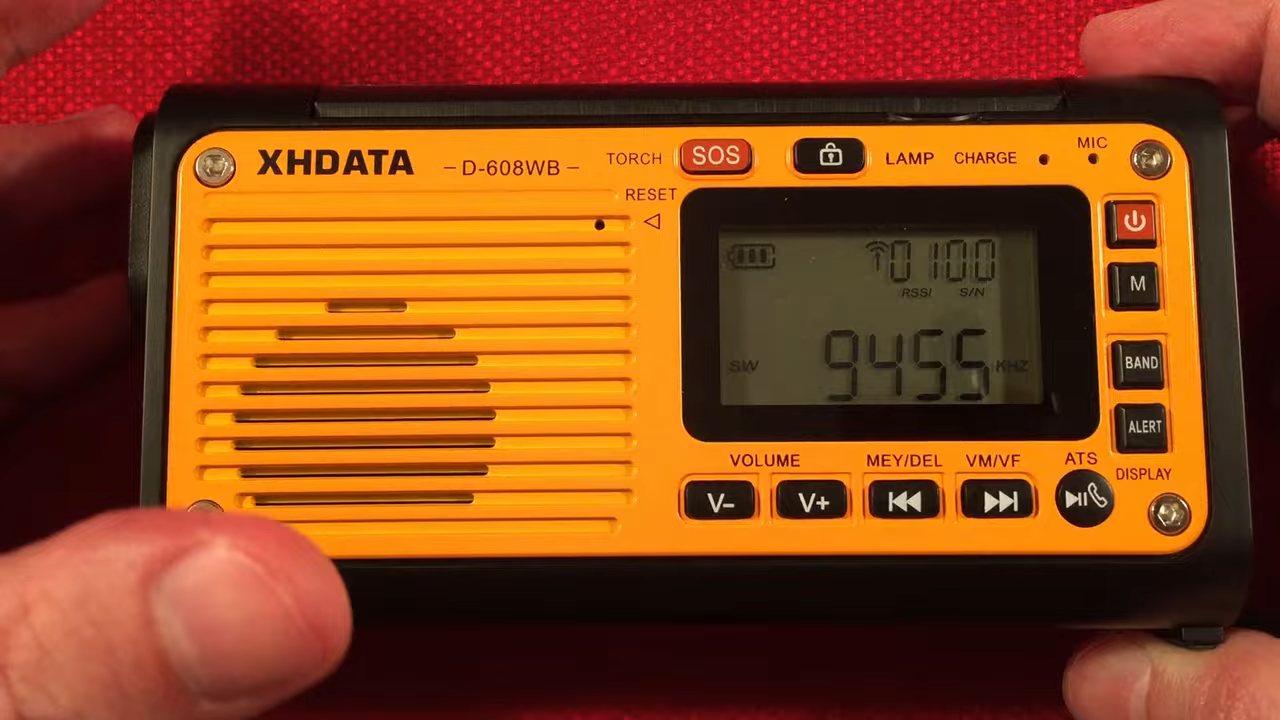 XHDATA
–D-608WB–
TORCH
SOS
LAMP
CHARGE
MIC
RESET
0100
RSSI S/N
SW 9455 KHZ
M
BAND
ALERT
DISPLAY
VOLUME
MEY/DEL
VM/VF
ATS
V–
V+